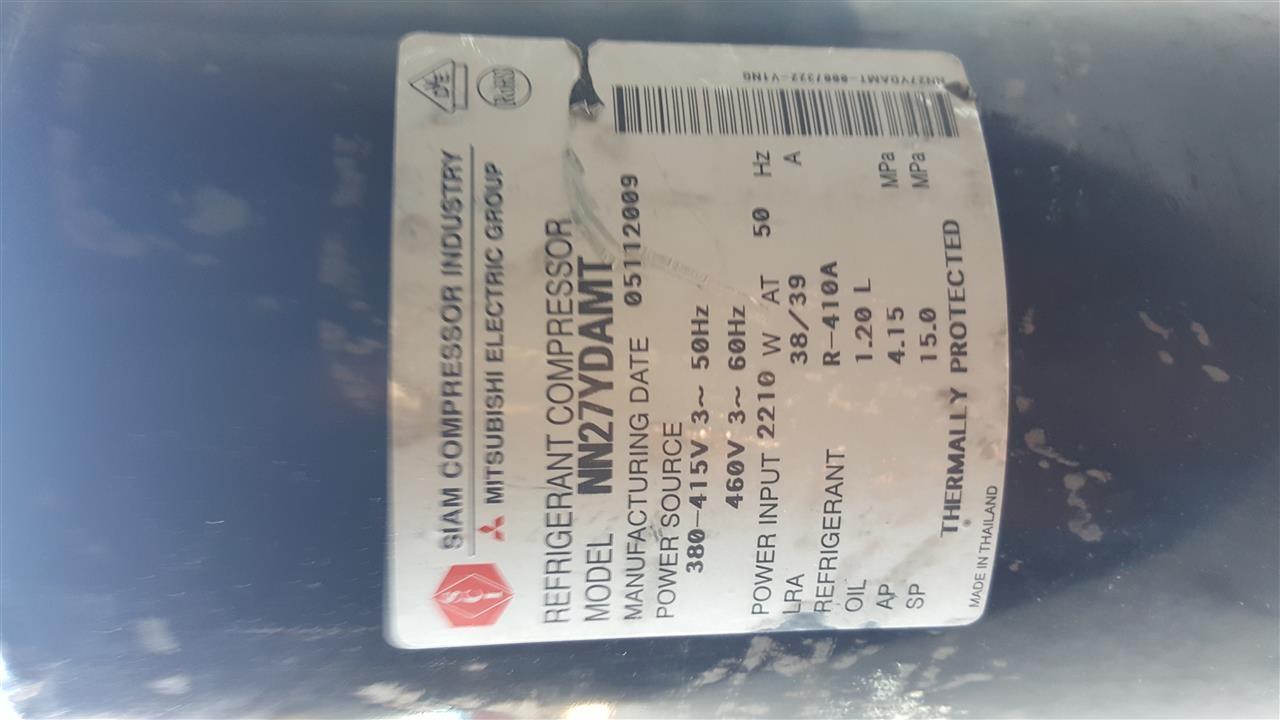 SCI
SIAM COMPRESSOR INDUSTRY
MITSUBISHI ELECTRIC GROUP
RoHS
REFRIGERANT COMPRESSOR
MODEL NN27YDAMT
MANUFACTURING DATE 05112009
POWER SOURCE
380-415V 3~ 50Hz
460V 3~ 60Hz
POWER INPUT 2210 W AT 50 Hz
LRA 38/39 A
REFRIGERANT R-410A
OIL 1.20 L
AP 4.15 MPa
SP 15.0 MPa
THERMALLY PROTECTED
MADE IN THAILAND